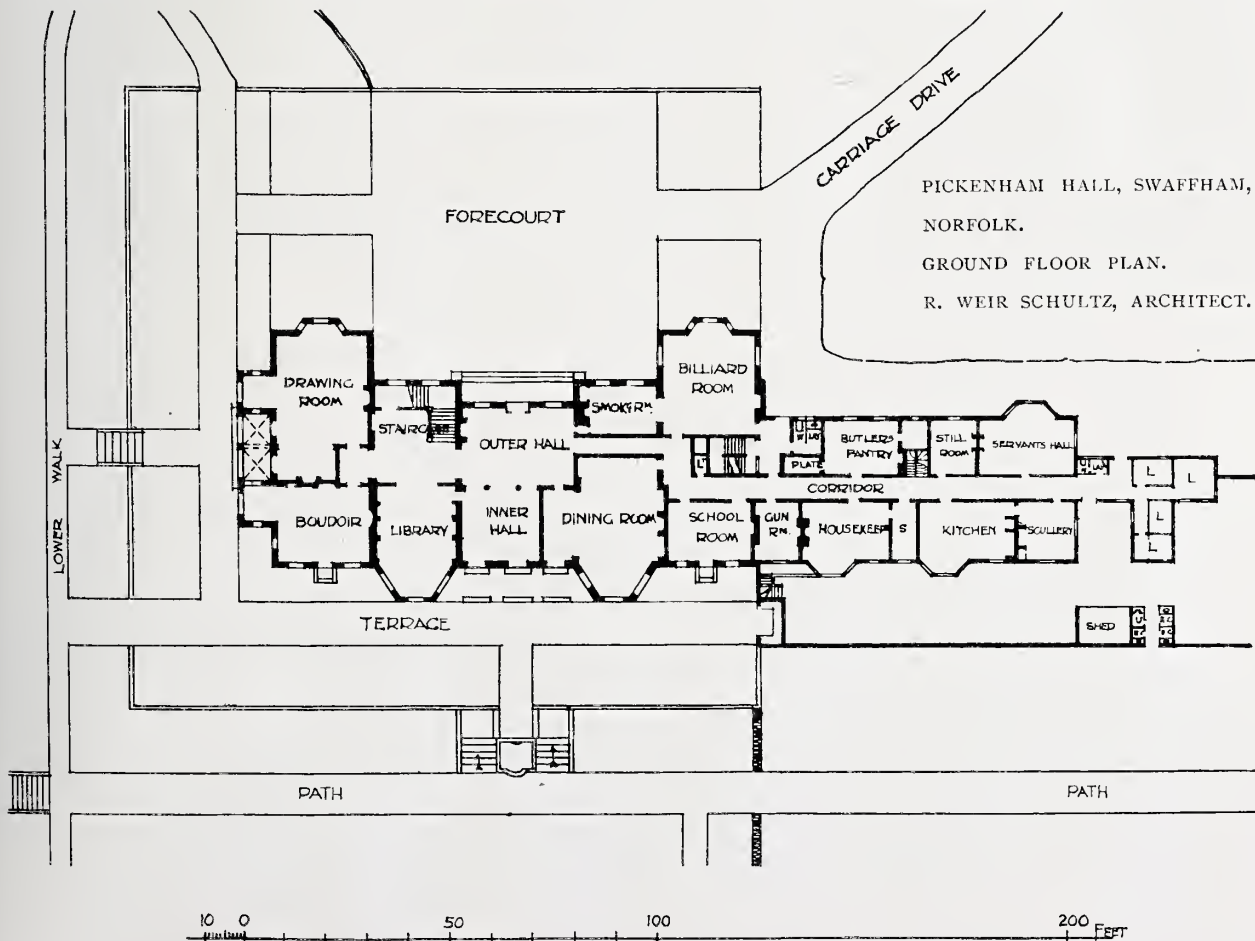 CARRIAGE DRIVE
PICKENHAM HALL, SWAFFHAM,
NORFOLK.
GROUND FLOOR PLAN.
R. WEIR SCHULTZ, ARCHITECT.
FORECOURT
LOWER WALK
DRAWING
ROOM
BILLIARD
ROOM
SMOKE RM.
OUTER HALL
BUTLERS
PANTRY
STILL
ROOM
SERVANTS HALL
PLATE
CORRIDOR
L
L
L
L
BOUDOIR
LIBRARY
INNER
HALL
DINING ROOM
SCHOOL
ROOM
GUN
RM.
HOUSEKEEP
S
KITCHEN
SCULLERY
TERRACE
SHED
PATH
PATH
10 0 50 100 200 FEET